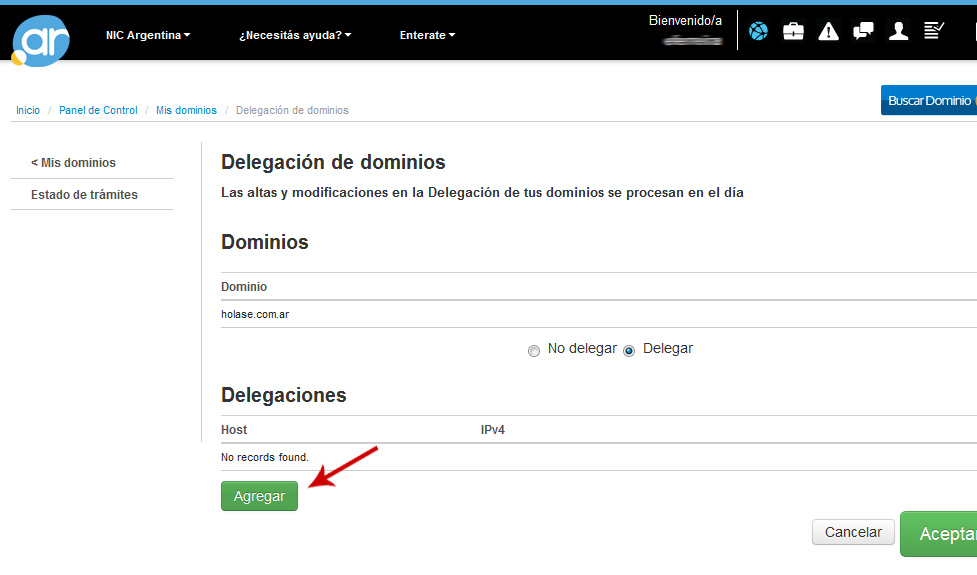 .ar
NIC Argentina
¿Necesitás ayuda?
Enterate
Bienvenido/a
Buscar Dominio
Inicio / Panel de Control / Mis dominios / Delegación de dominios
< Mis dominios
Estado de trámites
Delegación de dominios
Las altas y modificaciones en la Delegación de tus dominios se procesan en el día
Dominios
Dominio
holase.com.ar
No delegar
Delegar
Delegaciones
Host
IPv4
No records found.
Agregar
Cancelar
Acepta